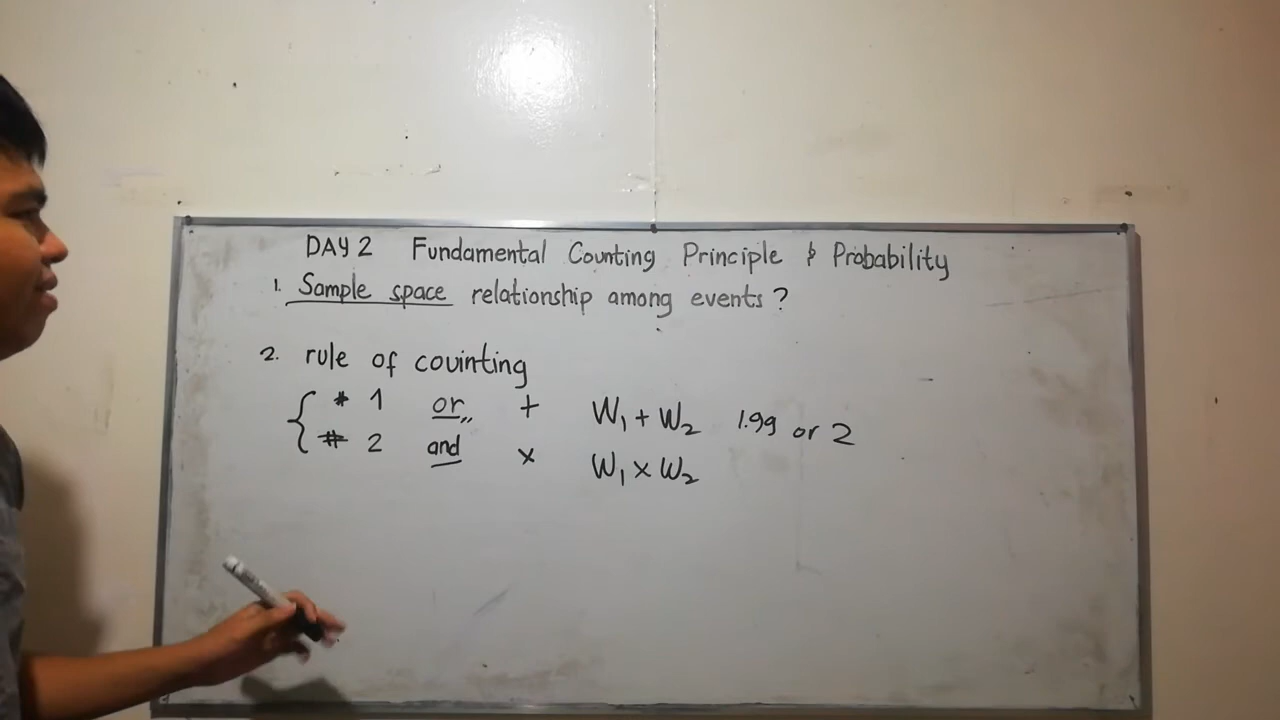 DAY 2 Fundamental Counting Principle & Probability
1. Sample space relationship among events ?
2. rule of couinting
# 1 or,, + W₁ + W₂ 1.99 or 2
# 2 and x W₁ x W₂